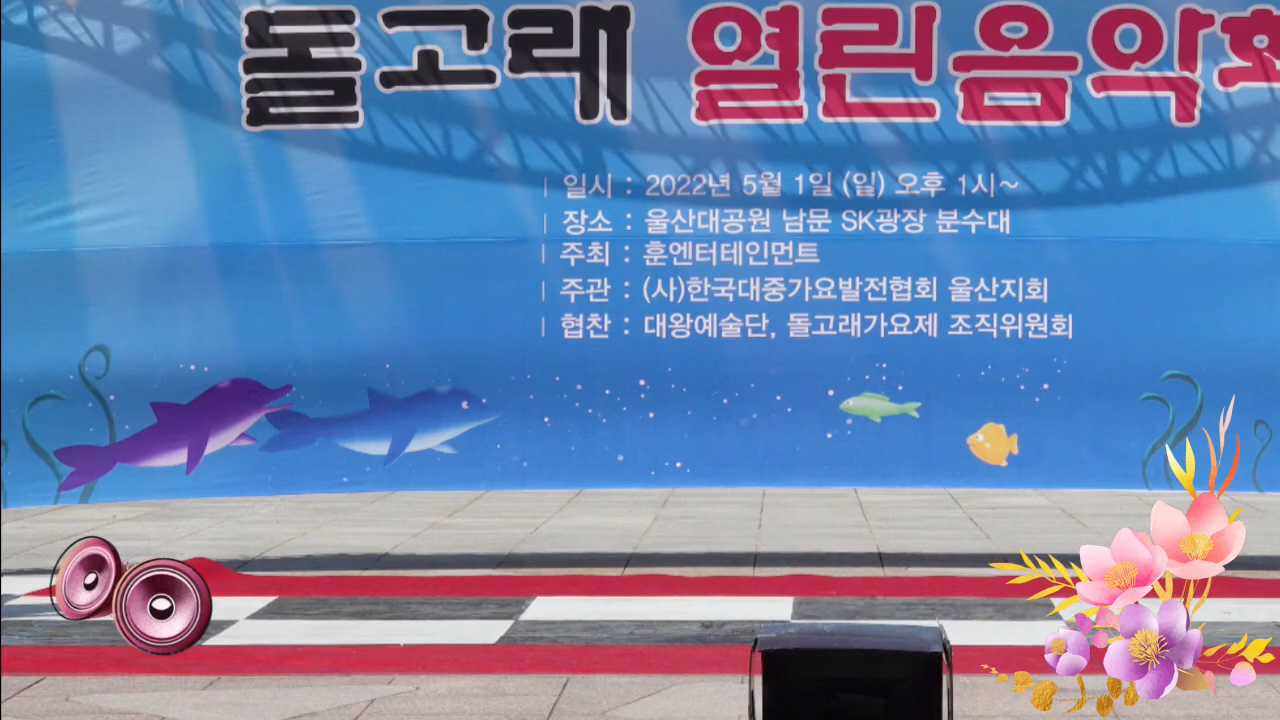 돌고래 열린음악회
| 일시 : 2022년 5월 1일 (일) 오후 1시~
| 장소 : 울산대공원 남문 SK광장 분수대
| 주최 : 훈엔터테인먼트
| 주관 : (사)한국대중가요발전협회 울산지회
| 협찬 : 대왕예술단, 돌고래가요제 조직위원회